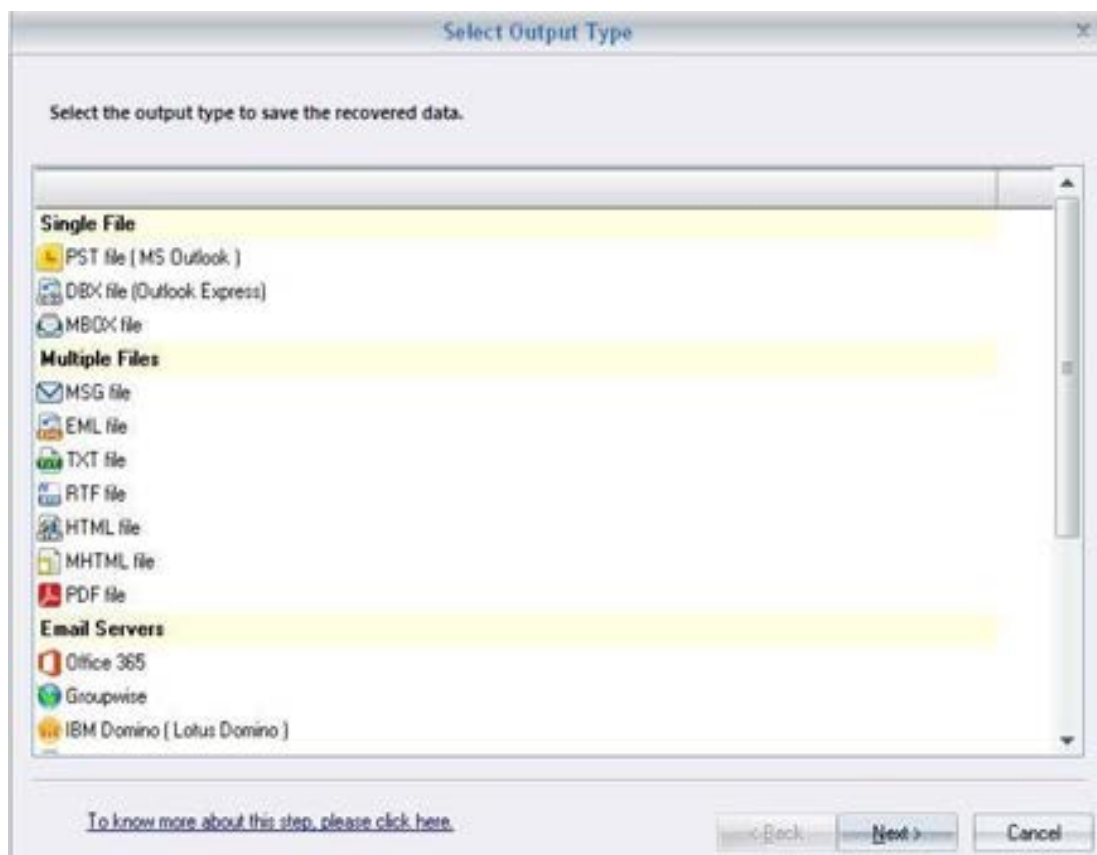 Select Output Type
Select the output type to save the recovered data.
Single File
PST file ( MS Outlook )
DBX file (Outlook Express)
MBOX file
Multiple Files
MSG file
EML file
TXT file
RTF file
HTML file
MHTML file
PDF file
Email Servers
Office 365
Groupwise
IBM Domino ( Lotus Domino )
To know more about this step, please click here.
< Back
Next >
Cancel